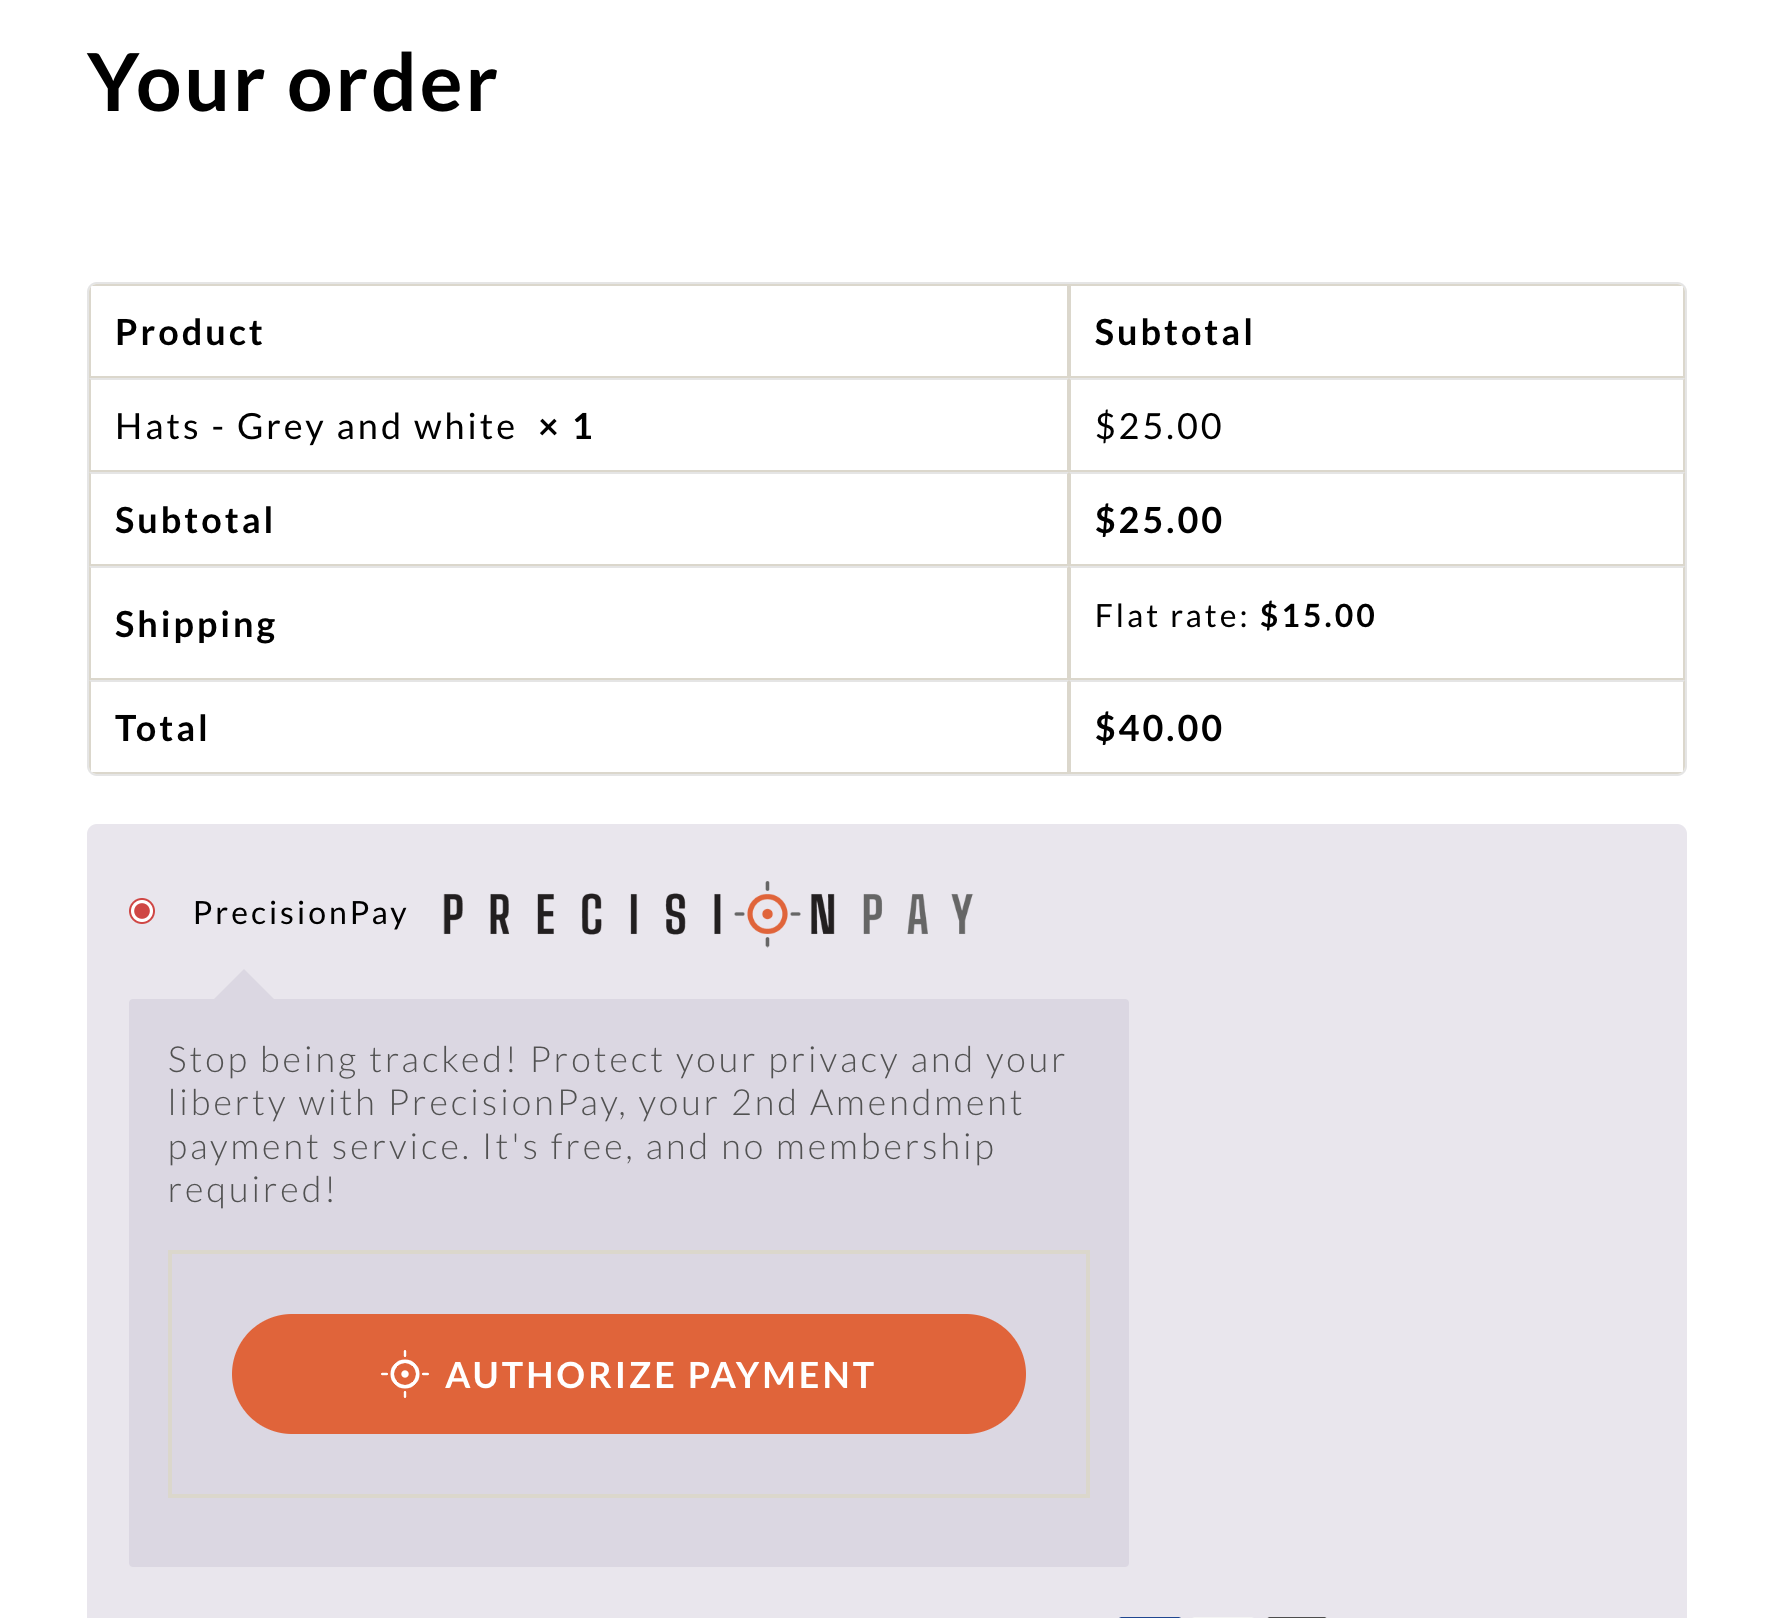 Your order
Product Subtotal
Hats - Grey and white × 1 $25.00
Subtotal $25.00
Shipping Flat rate: $15.00
Total $40.00
PrecisionPay PRECISION PAY
Stop being tracked! Protect your privacy and your
liberty with PrecisionPay, your 2nd Amendment
payment service. It's free, and no membership
required!
AUTHORIZE PAYMENT